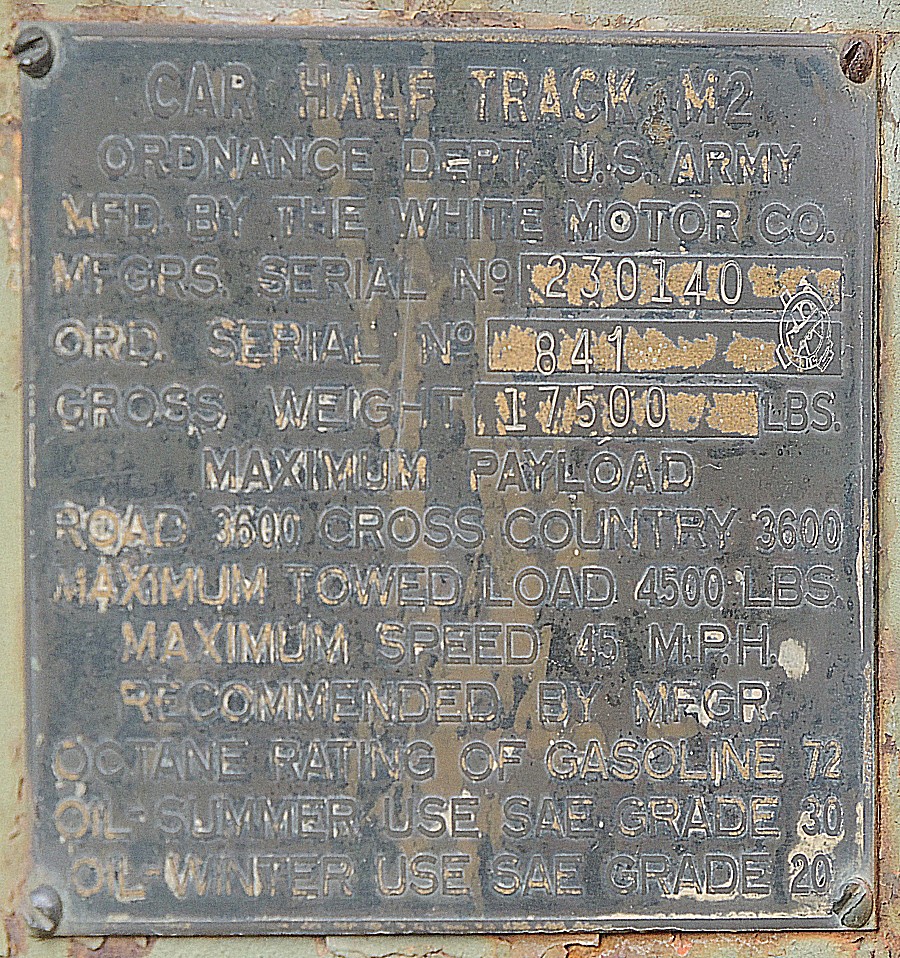 CAR HALF TRACK M2
ORDNANCE DEPT. U.S. ARMY
MFD. BY THE WHITE MOTOR CO.
MFGRS. SERIAL Nº 230140
ORD. SERIAL Nº 841
GROSS WEIGHT 17500 LBS.
MAXIMUM PAYLOAD
ROAD 3600 CROSS COUNTRY 3600
MAXIMUM TOWED LOAD 4500 LBS.
MAXIMUM SPEED 45 M.P.H.
RECOMMENDED BY MFGR.
OCTANE RATING OF GASOLINE 72
OIL-SUMMER USE SAE GRADE 30
OIL-WINTER USE SAE GRADE 20